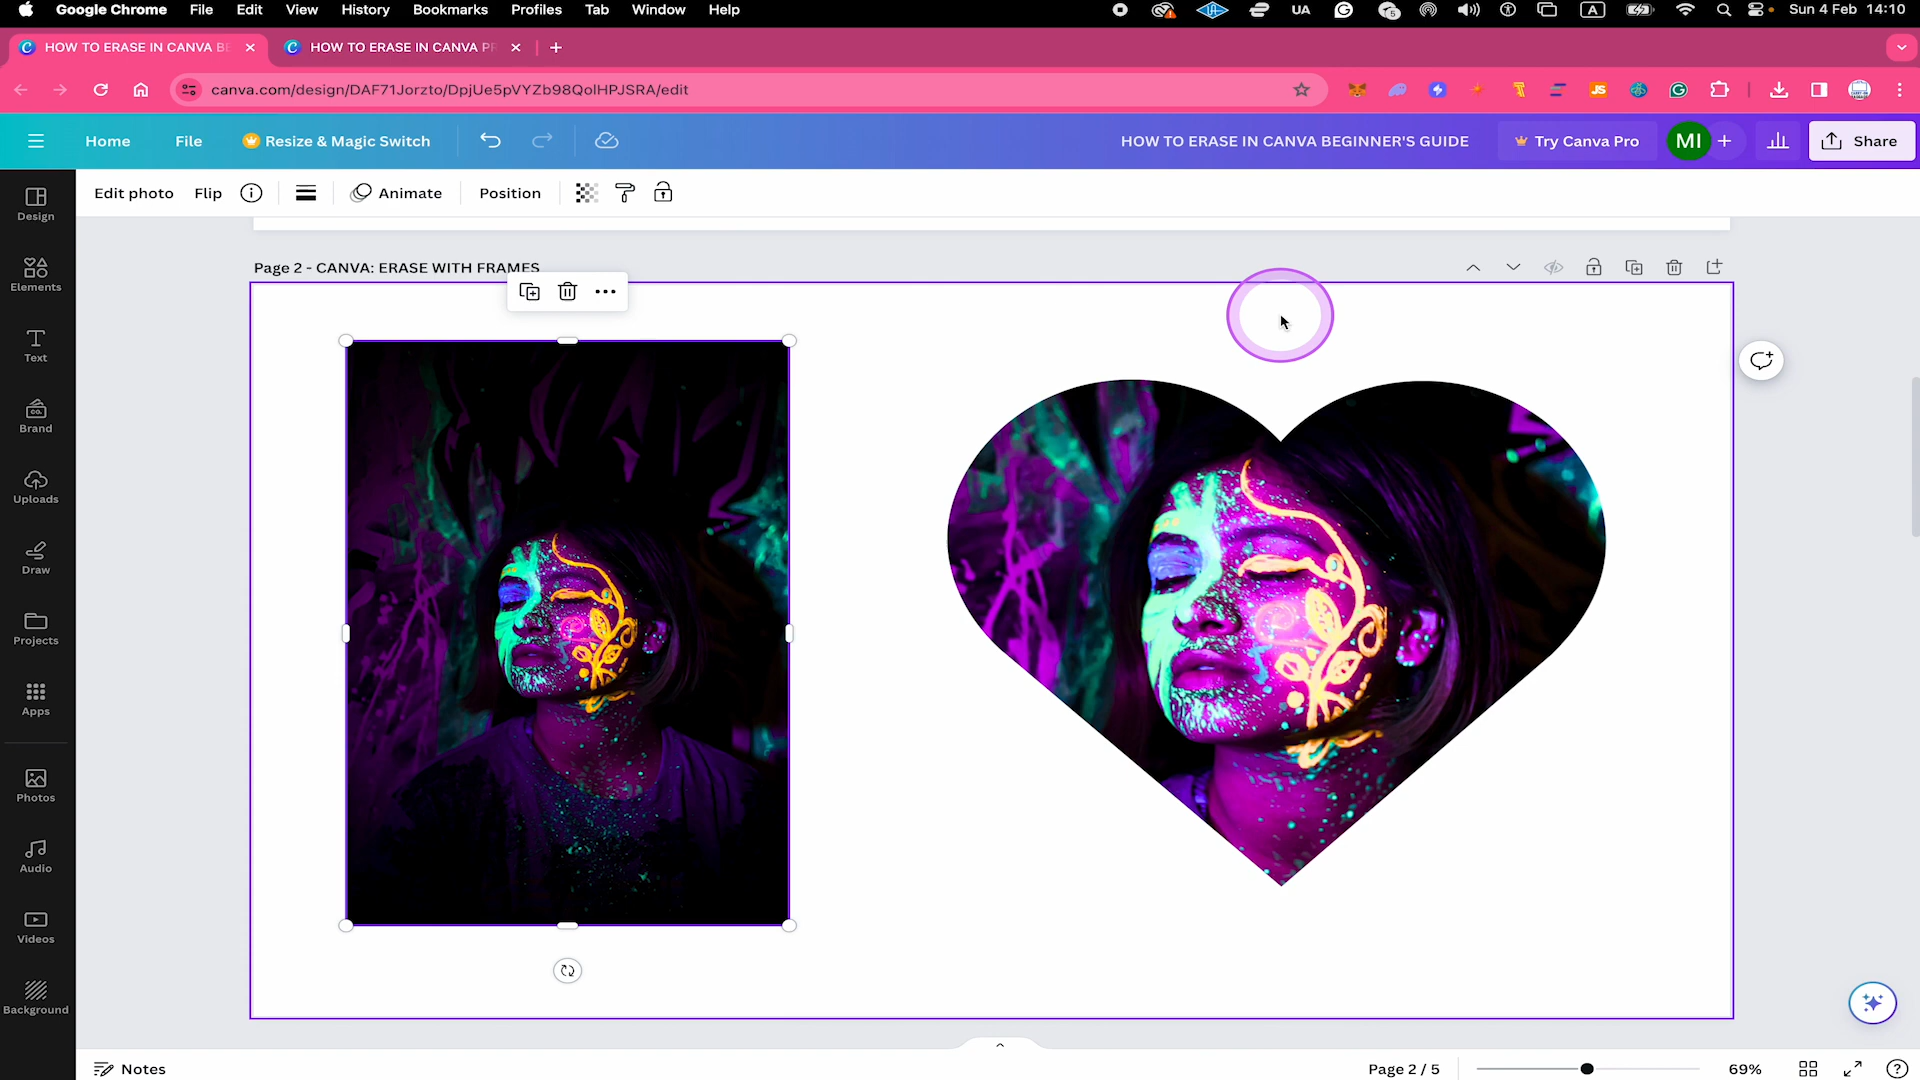 Google Chrome File Edit View History Bookmarks Profiles Tab Window Help 5 UA A Sun 4 Feb 14:10
HOW TO ERASE IN CANVA BE HOW TO ERASE IN CANVA PR
canva.com/design/DAF71Jorzto/DpjUe5pVYZb98QolHPJSRA/edit JS
Home File Resize & Magic Switch HOW TO ERASE IN CANVA BEGINNER'S GUIDE Try Canva Pro MI Share
Edit photo Flip Animate Position
Design
Elements
Text
Brand
Uploads
Draw
Projects
Apps
Photos
Audio
Videos
Background
Page 2 - CANVA: ERASE WITH FRAMES
Notes Page 2 / 5 69%